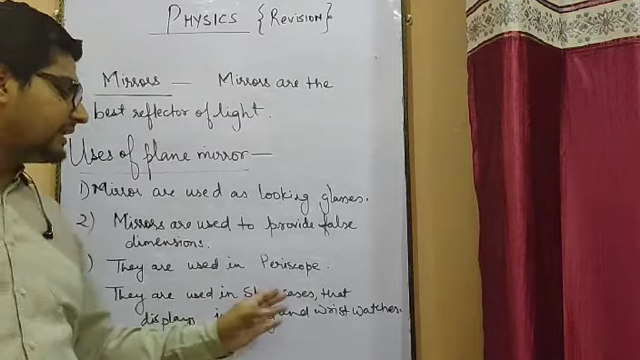 PHYSICS {REVISION}
Mirrors — Mirrors are the
best reflector of light.
Uses of plane mirror —
1) Mirror are used as looking glasses.
2) Mirrors are used to provide false
dimensions.
) They are used in Periscope.
They are used in cases, that
display and wrist watches.